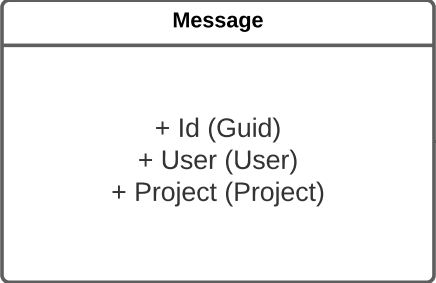 Message
+ Id (Guid)
+ User (User)
+ Project (Project)